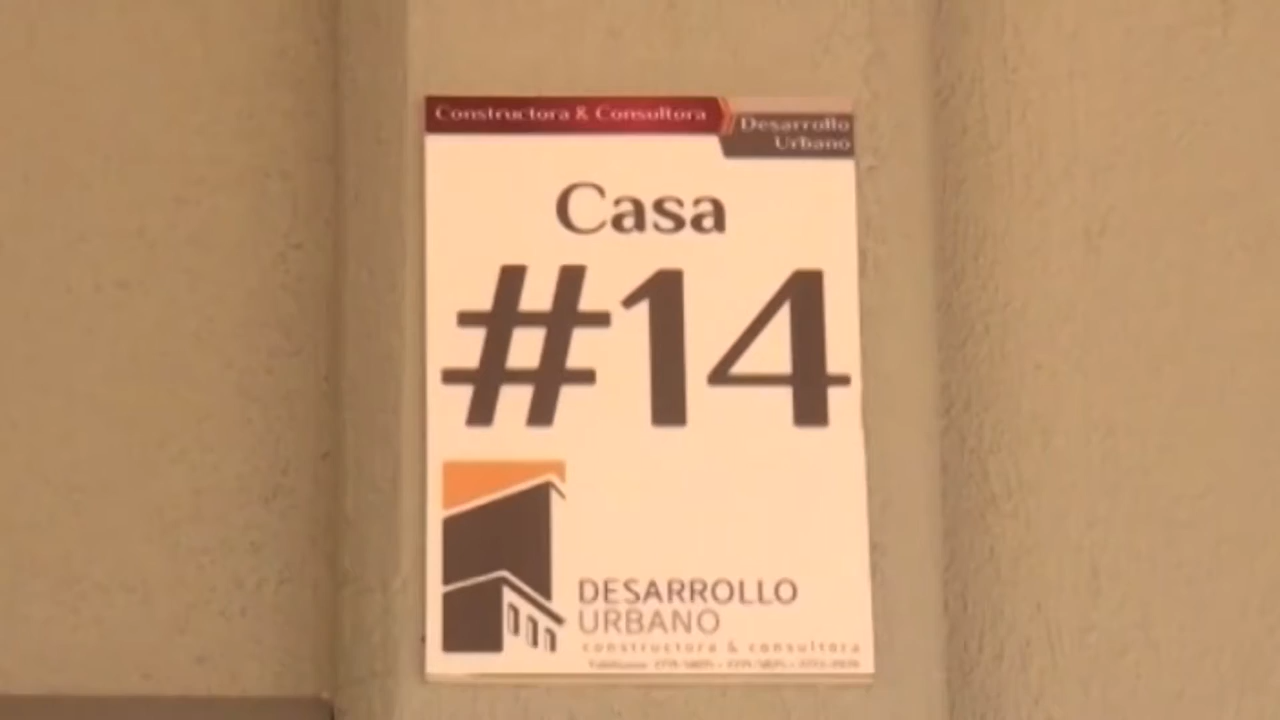 Constructora & Consultora
Desarrollo
Urbano
Casa
#14
DESARROLLO
URBANO
constructora & consultora